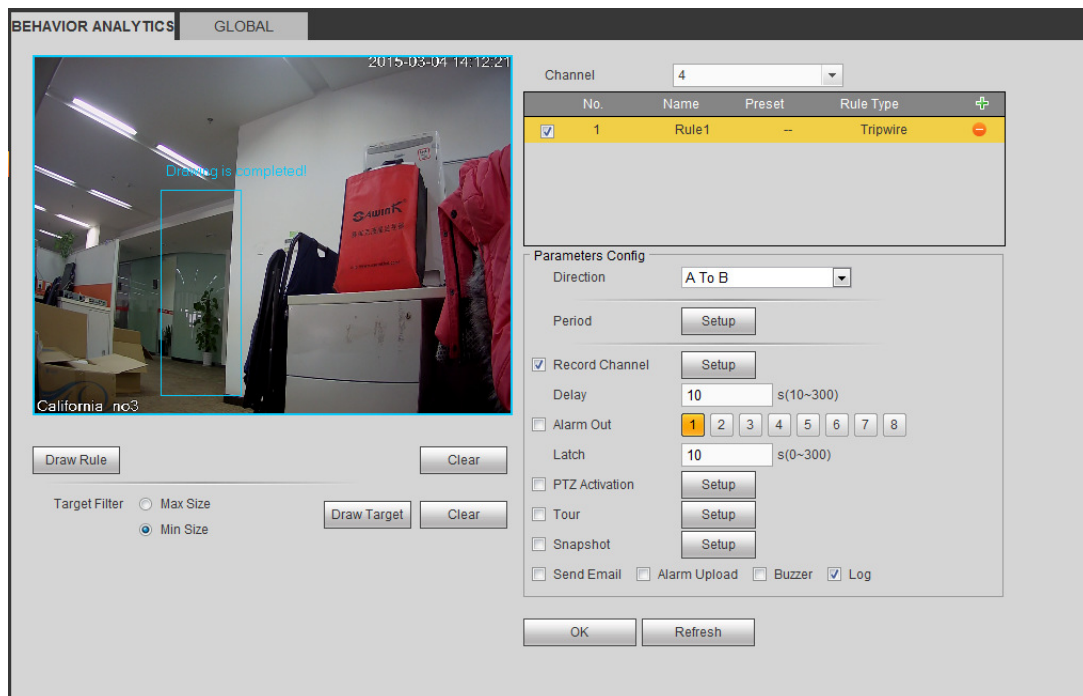 BEHAVIOR ANALYTICS GLOBAL
2015-03-04 14:12:21
Drawing is completed!
SAWINK
California no3
Draw Rule Clear
Target Filter Max Size
Min Size
Draw Target Clear
Channel 4
No. Name Preset Rule Type
1 Rule1 -- Tripwire
Parameters Config
Direction A To B
Period Setup
Record Channel Setup
Delay 10 s(10~300)
Alarm Out 1 2 3 4 5 6 7 8
Latch 10 s(0~300)
PTZ Activation Setup
Tour Setup
Snapshot Setup
Send Email Alarm Upload Buzzer Log
OK Refresh